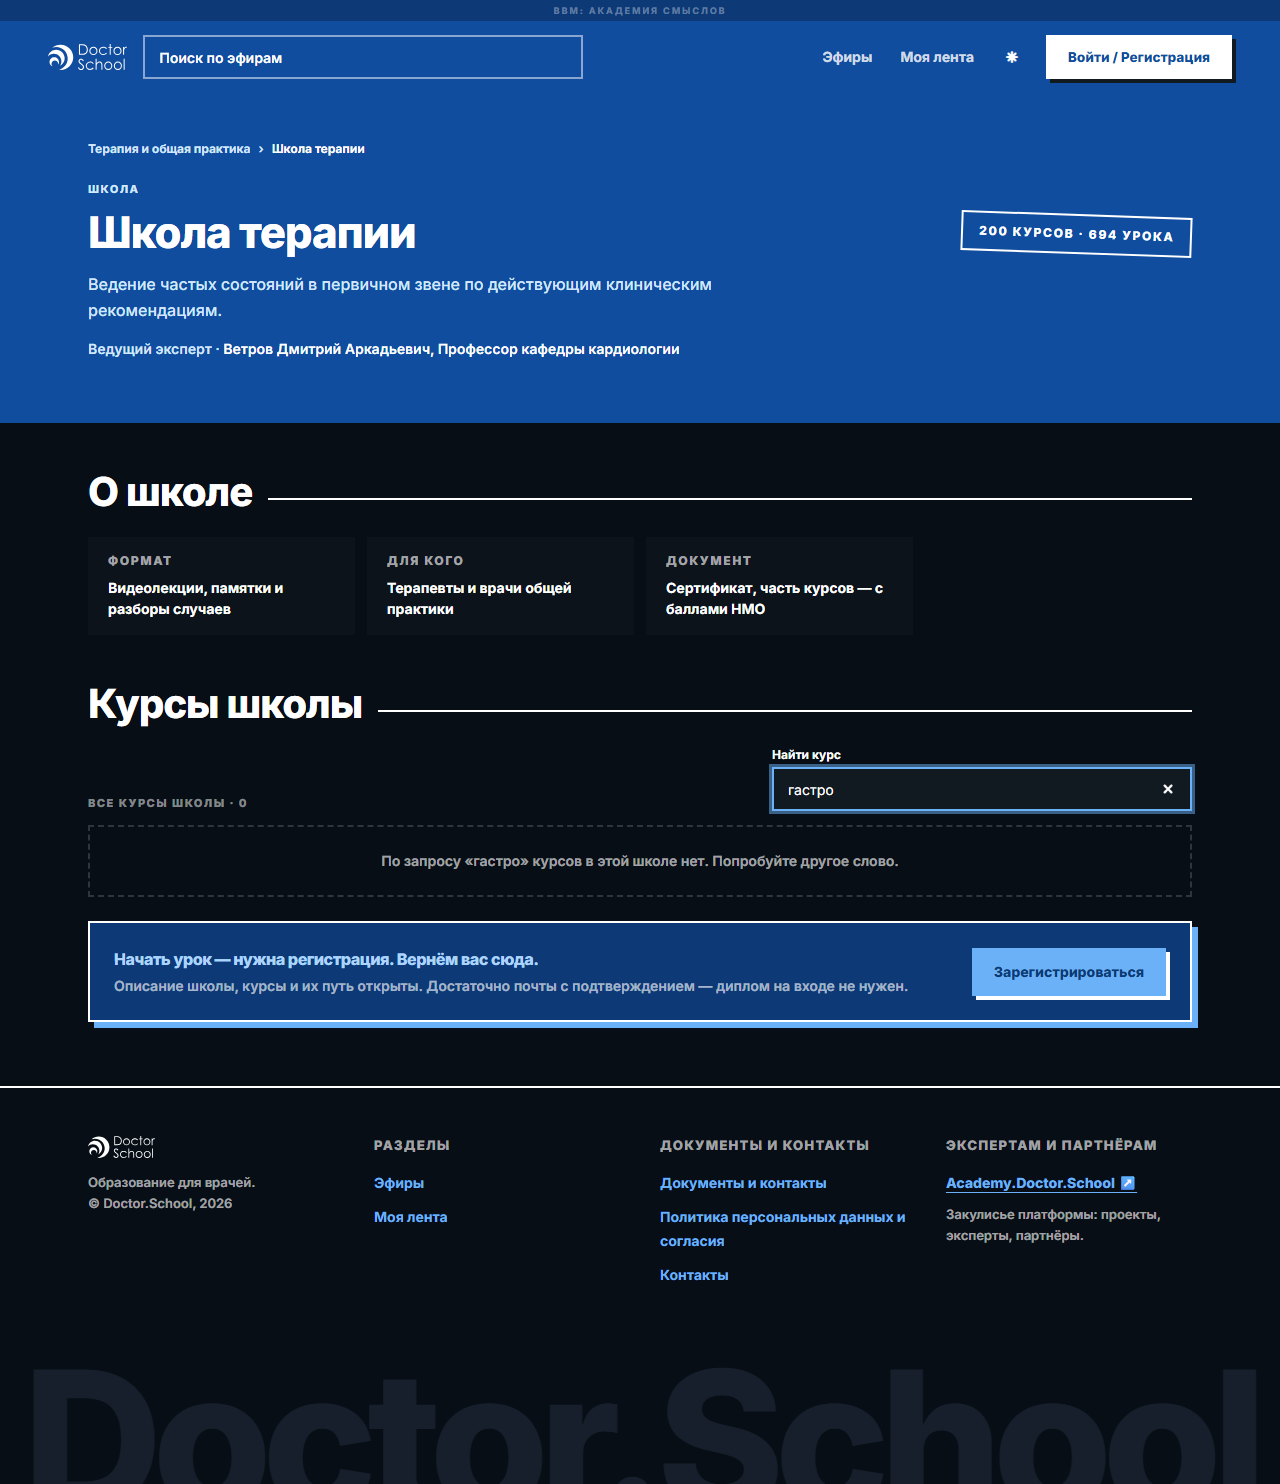 ВВМ: АКАДЕМИЯ СМЫСЛОВ
Doctor
School
Поиск по эфирам
Эфиры
Моя лента
Войти / Регистрация
Терапия и общая практика › Школа терапии
ШКОЛА
Школа терапии
200 КУРСОВ · 694 УРОКА
Ведение частых состояний в первичном звене по действующим клиническим
рекомендациям.
Ведущий эксперт · Ветров Дмитрий Аркадьевич, Профессор кафедры кардиологии
О школе
ФОРМАТ
Видеолекции, памятки и
разборы случаев
ДЛЯ КОГО
Терапевты и врачи общей
практики
ДОКУМЕНТ
Сертификат, часть курсов — с
баллами НМО
Курсы школы
Найти курс
гастро
ВСЕ КУРСЫ ШКОЛЫ · 0
По запросу «гастро» курсов в этой школе нет. Попробуйте другое слово.
Начать урок — нужна регистрация. Вернём вас сюда.
Описание школы, курсы и их путь открыты. Достаточно почты с подтверждением — диплом на входе не нужен.
Зарегистрироваться
Doctor
School
Образование для врачей.
© Doctor.School, 2026
РАЗДЕЛЫ
Эфиры
Моя лента
ДОКУМЕНТЫ И КОНТАКТЫ
Документы и контакты
Политика персональных данных и
согласия
Контакты
ЭКСПЕРТАМ И ПАРТНЁРАМ
Academy.Doctor.School ↗
Закулисье платформы: проекты,
эксперты, партнёры.
Doctor.School